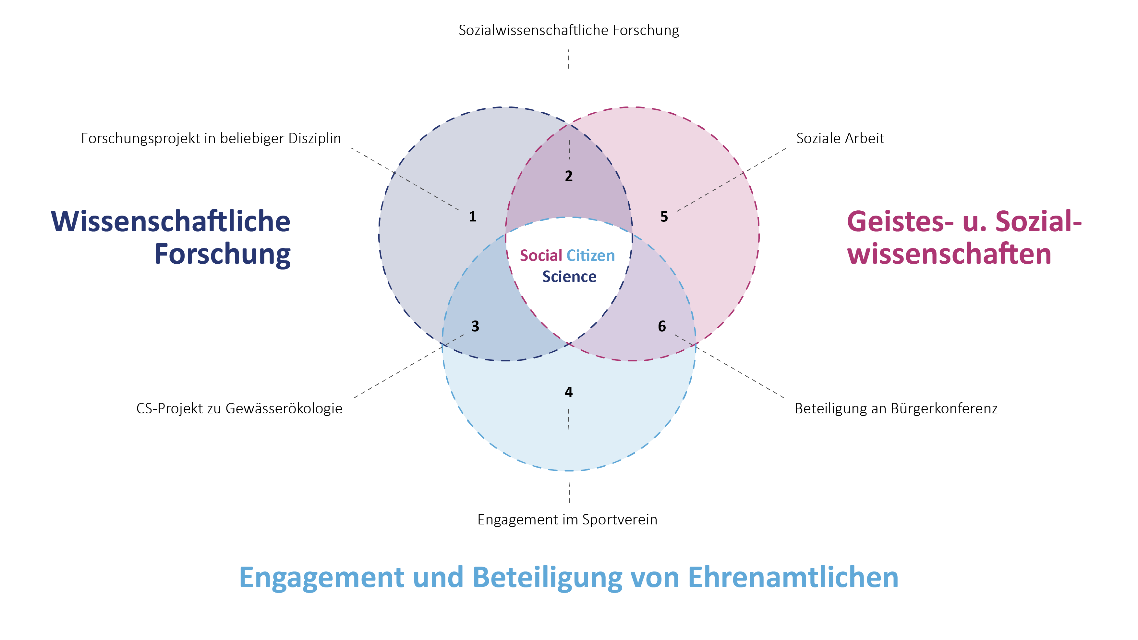 Sozialwissenschaftliche Forschung
Forschungsprojekt in beliebiger Disziplin
Soziale Arbeit
2
1
5
Wissenschaftliche
Forschung
Geistes- u. Sozial-
wissenschaften
Social Citizen
Science
3
6
4
CS-Projekt zu Gewässerökologie
Beteiligung an Bürgerkonferenz
Engagement im Sportverein
Engagement und Beteiligung von Ehrenamtlichen